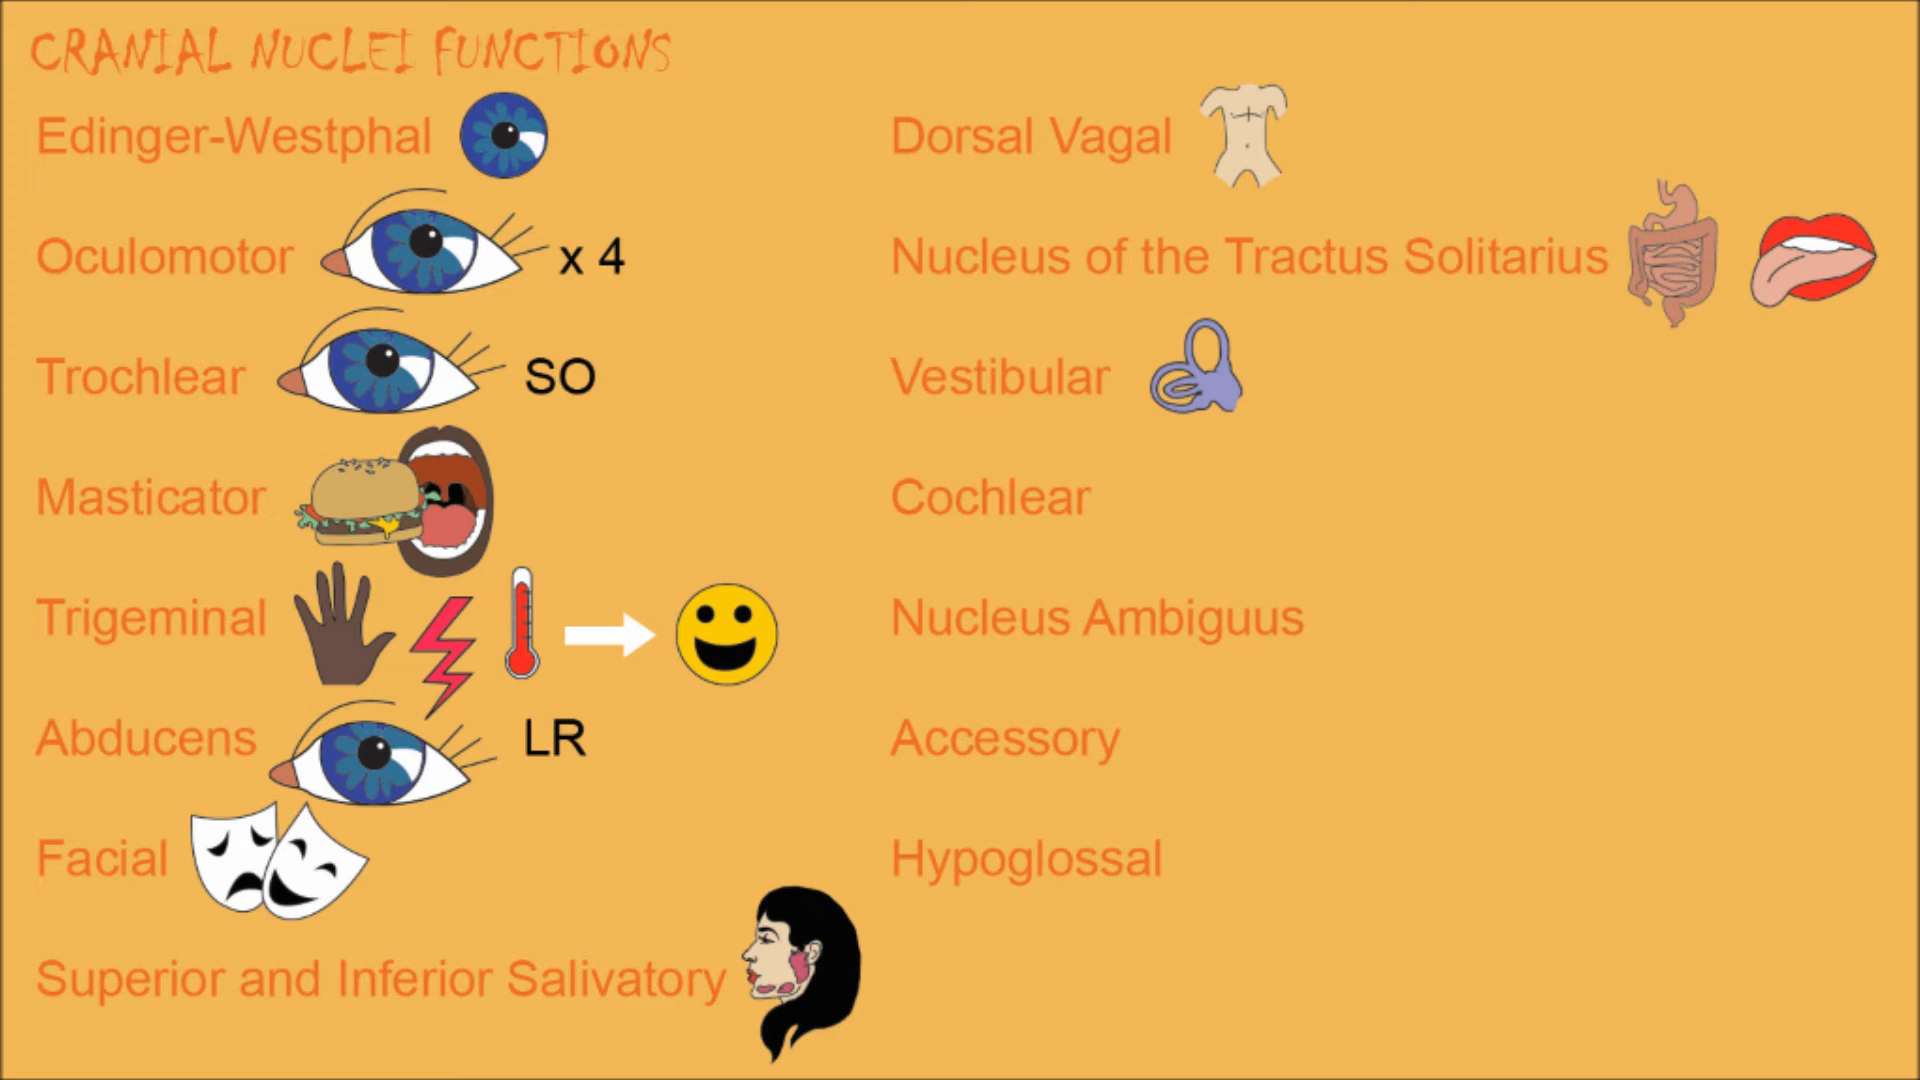 CRANIAL NUCLEI FUNCTIONS
Edinger-Westphal
Oculomotor x 4
Trochlear SO
Masticator
Trigeminal
Abducens LR
Facial
Superior and Inferior Salivatory
Dorsal Vagal
Nucleus of the Tractus Solitarius
Vestibular
Cochlear
Nucleus Ambiguus
Accessory
Hypoglossal